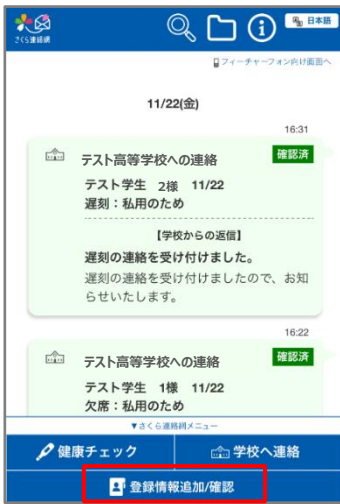 さくら連絡網
日本語
フィーチャーフォン向け画面へ
11/22(金)
16:31
テスト高等学校への連絡
確認済
テスト学生 2様 11/22
遅刻：私用のため
【学校からの返信】
遅刻の連絡を受け付けました。
遅刻の連絡を受け付けましたので、お知
らせいたします。
16:22
テスト高等学校への連絡
確認済
テスト学生 1様 11/22
欠席：私用のため
▼さくら連絡網メニュー
健康チェック
学校へ連絡
登録情報追加/確認